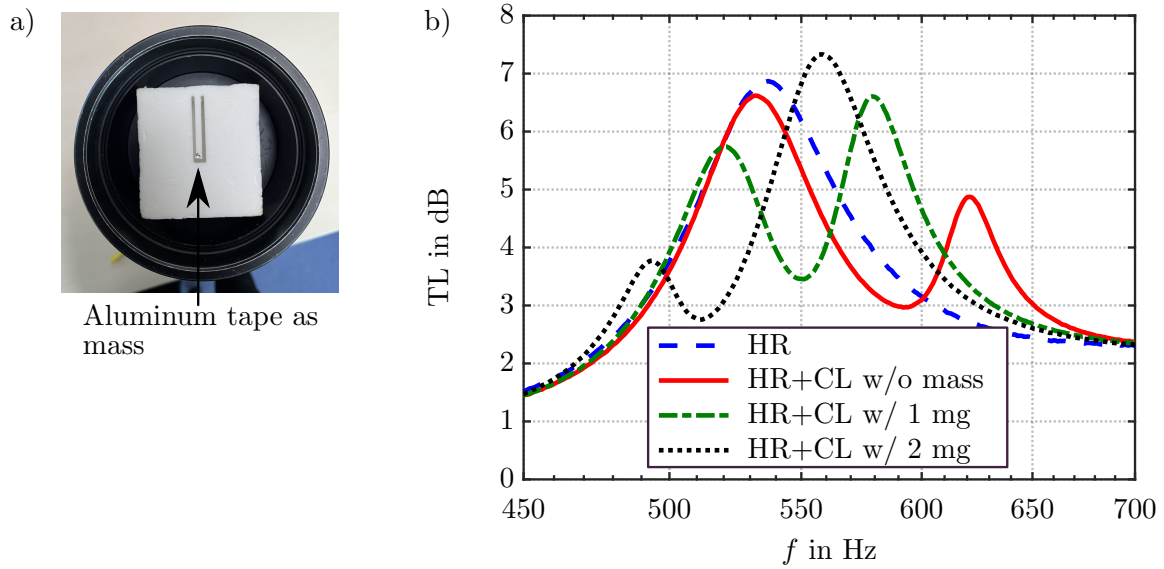 a)
Aluminum tape as
mass
b)
8
7
6
5
4
3
2
1
0
TL in dB
HR
HR+CL w/o mass
HR+CL w/ 1 mg
HR+CL w/ 2 mg
450 500 550 600 650 700
f in Hz